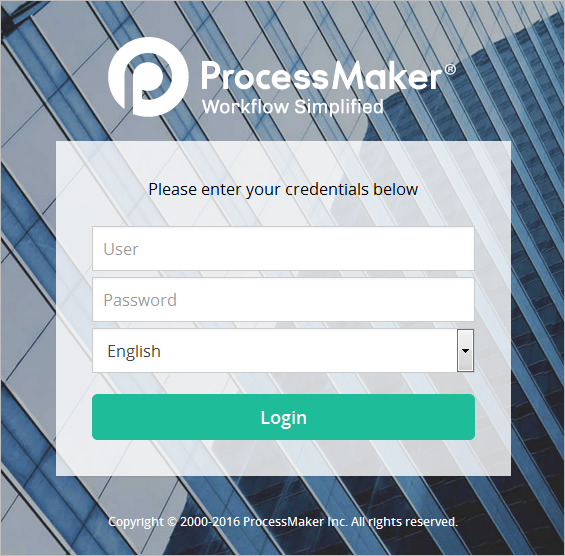 ProcessMaker®
Workflow Simplified
Please enter your credentials below
User
Password
English
Login
Copyright © 2000-2016 ProcessMaker Inc. All rights reserved.